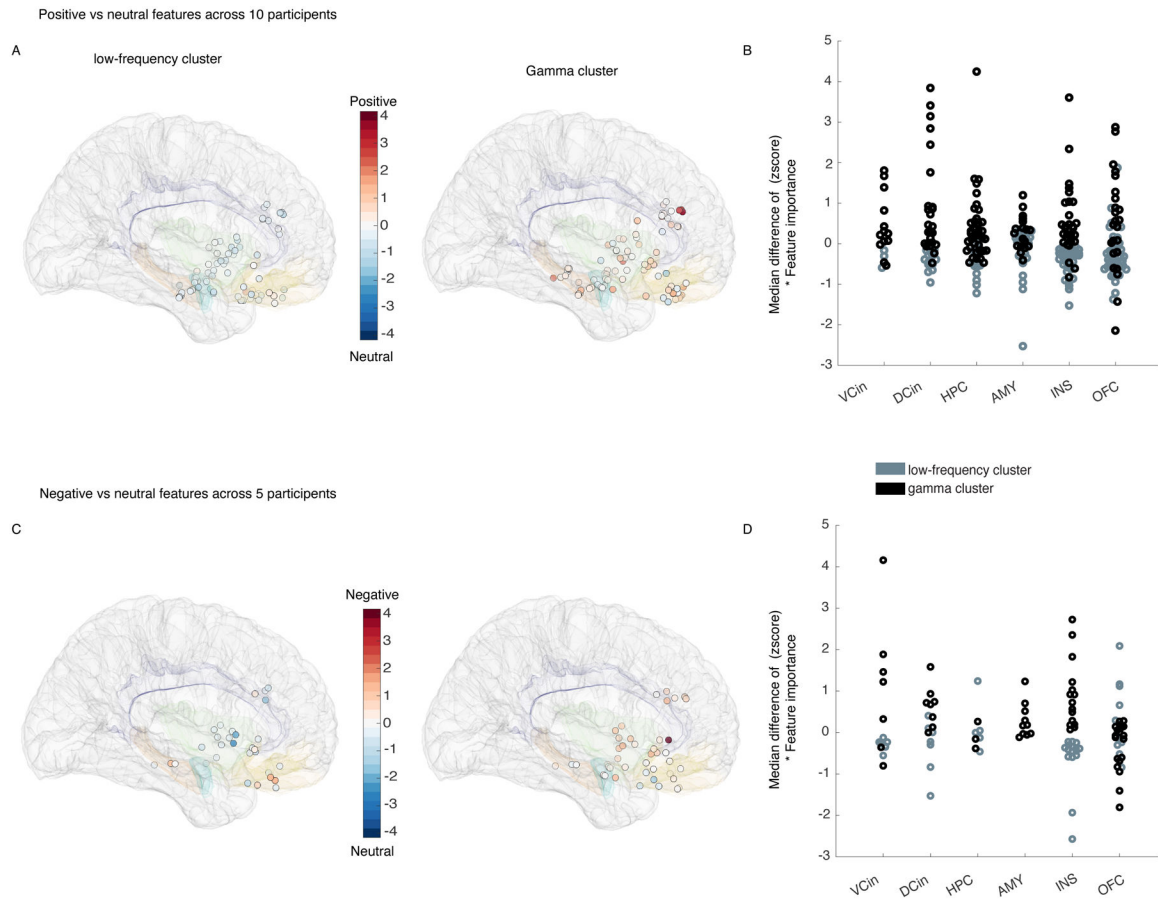 Positive vs neutral features across 10 participants
A
low-frequency cluster
Gamma cluster
Positive
4
3
2
1
0
-1
-2
-3
-4
Neutral
B
Median difference of (zscore)
* Feature importance
5
4
3
2
1
0
-1
-2
-3
VCin
DCin
HPC
AMY
INS
OFC
low-frequency cluster
gamma cluster
Negative vs neutral features across 5 participants
C
Negative
4
3
2
1
0
-1
-2
-3
-4
Neutral
D
Median difference of (zscore)
* Feature importance
5
4
3
2
1
0
-1
-2
-3
VCin
DCin
HPC
AMY
INS
OFC